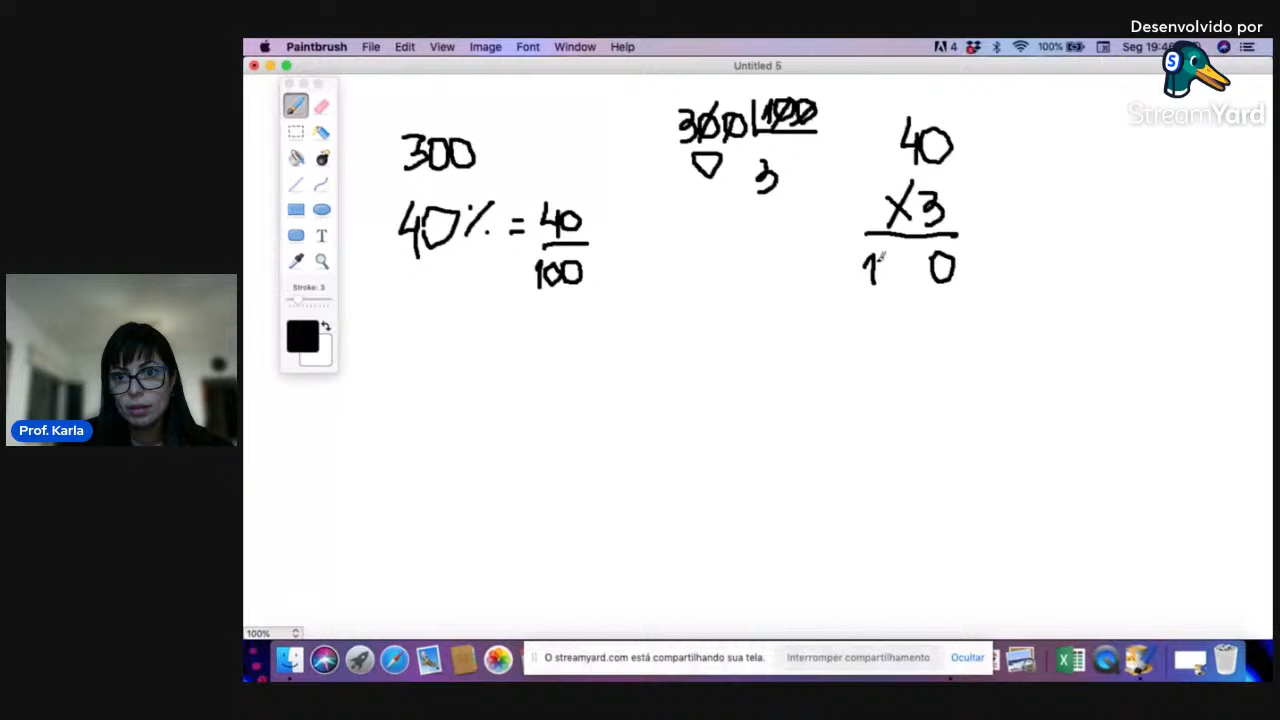 Desenvolvido por
StreamYard
Paintbrush File Edit View Image Font Window Help
4 100% Seg 19:46
Untitled 5
300
40% = 40
100
300 100
0 3
40
X3
1 0
T
Stroke: 3
Prof. Karla
100%
O streamyard.com está compartilhando sua tela. Interromper compartilhamento Ocultar